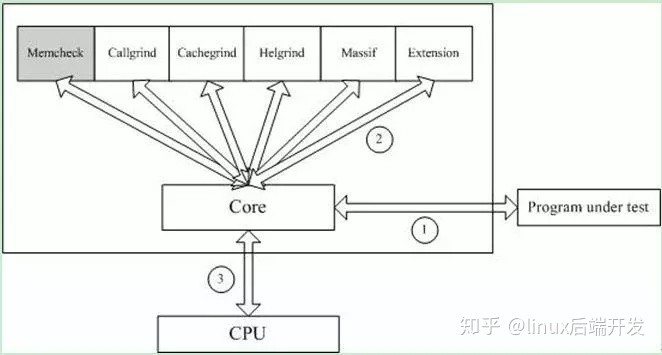 Memcheck Callgrind Cachegrind Helgrind Massif Extension
2
Core
Program under test
1
3
CPU
知乎 @linux后端开发